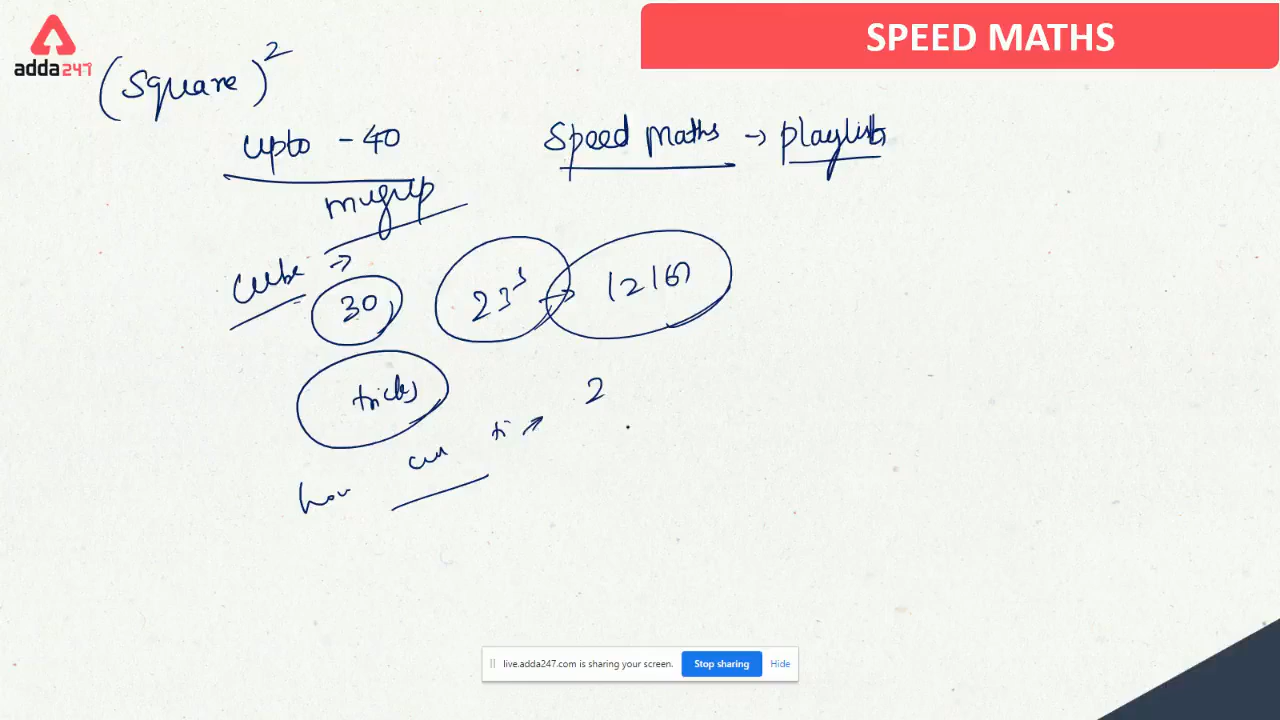 SPEED MATHS
adda247
(Square)²
upto - 40
Speed maths → playlists
mugup
cube →
30
23³ → 12167
tricks
2
live.adda247.com is sharing your screen. Stop sharing Hide